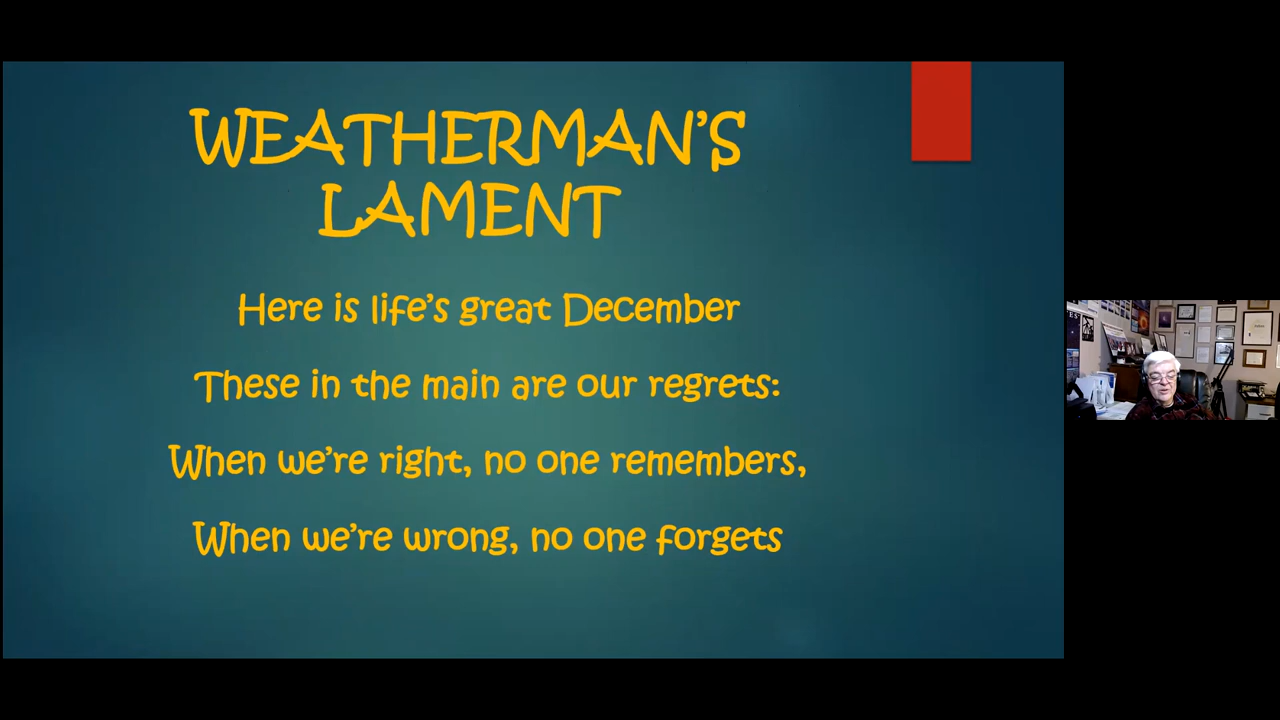 WEATHERMAN'S
LAMENT
Here is life's great December
These in the main are our regrets:
When we're right, no one remembers,
When we're wrong, no one forgets